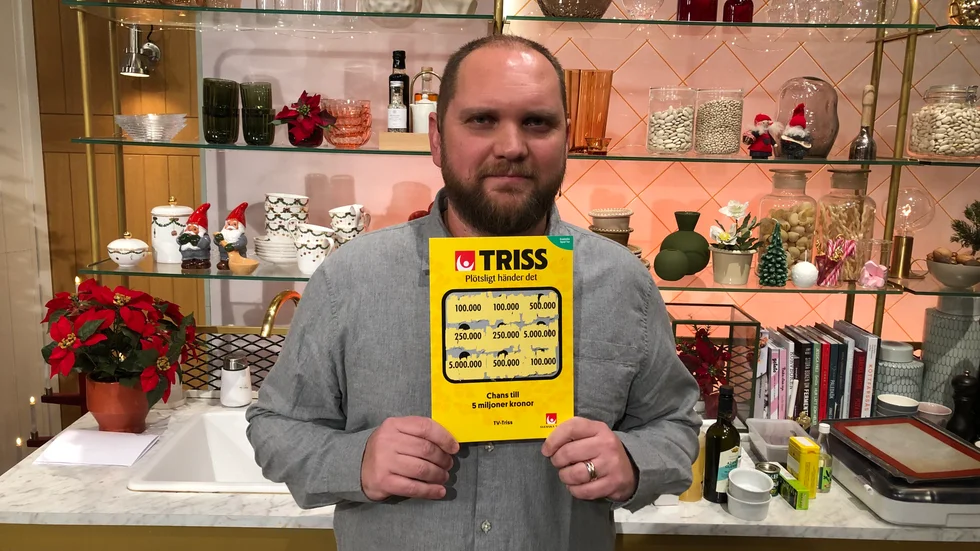 TRISS
Plötsligt händer det
100.000 100.000 500.000
250.000 250.000 5.000.000
5.000.000 500.000 100.000
Chans till
5 miljoner kronor
TV-Triss